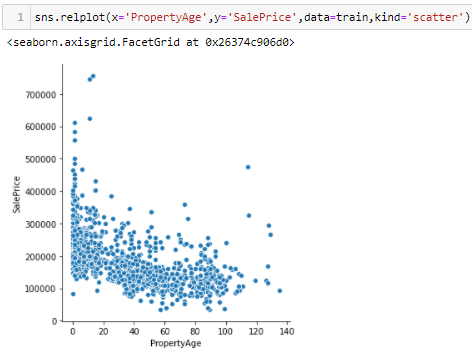 1 sns.relplot(x='PropertyAge',y='SalePrice',data=train,kind='scatter')
<seaborn.axisgrid.FacetGrid at 0x26374c906d0>
700000
600000
500000
400000
300000
200000
100000
0
SalePrice
0 20 40 60 80 100 120 140
PropertyAge